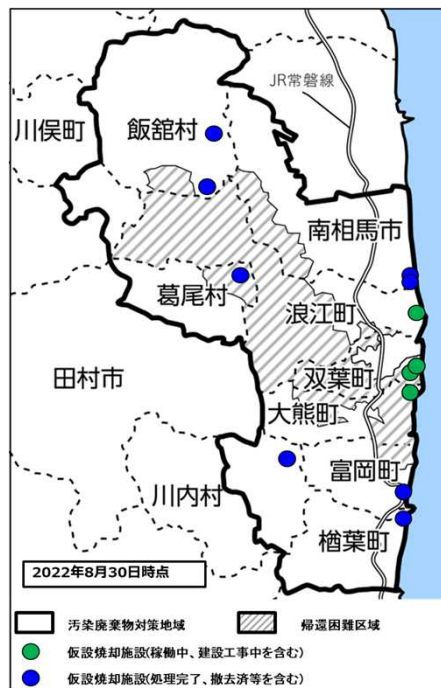 JR常磐線
川俣町
飯舘村
南相馬市
葛尾村
浪江町
田村市
双葉町
大熊町
川内村
富岡町
楢葉町
2022年8月30日時点
汚染廃棄物対策地域
帰還困難区域
仮設焼却施設(稼働中、建設工事中を含む)
仮設焼却施設(処理完了、撤去済等を含む)